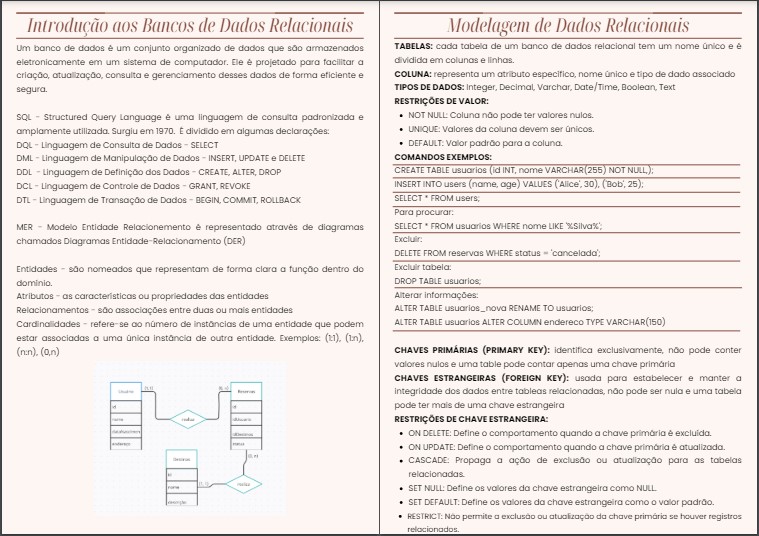 Introdução aos Bancos de Dados Relacionais
Um banco de dados é um conjunto organizado de dados que são armazenados
eletronicamente em um sistema de computador. Ele é projetado para facilitar a
criação, atualização, consulta e gerenciamento desses dados de forma eficiente e
segura.
SQL - Structured Query Language é uma linguagem de consulta padronizada e
amplamente utilizada. Surgiu em 1970. É dividido em algumas declarações:
DQL - Linguagem de Consulta de Dados - SELECT
DML - Linguagem de Manipulação de Dados - INSERT, UPDATE e DELETE
DDL - Linguagem de Definição dos Dados - CREATE, ALTER, DROP
DCL - Linguagem de Controle de Dados - GRANT, REVOKE
DTL - Linguagem de Transação de Dados - BEGIN, COMMIT, ROLLBACK
MER - Modelo Entidade Relacionemento é representado através de diagramas
chamados Diagramas Entidade-Relacionamento (DER)
Entidades - são nomeados que representam de forma clara a função dentro do
domínio.
Atributos - as características ou propriedades das entidades
Relacionamentos - são associações entre duas ou mais entidades
Cardinalidades - refere-se ao número de instâncias de uma entidade que podem
estar associadas a uma única instância de outra entidade. Exemplos: (1:1), (1:n),
(n:n), (0,n)
Usuário
id
nome
endereço
(1, 1)
realiza
(0, n)
Reservas
id
status
(0, n)
Destinos
id
nome
descrição
(1, 1)
Modelagem de Dados Relacionais
TABELAS: cada tabela de um banco de dados relacional tem um nome único e é
dividida em colunas e linhas.
COLUNA: representa um atributo específico, nome único e tipo de dado associado
TIPOS DE DADOS: Integer, Decimal, Varchar, Date/Time, Boolean, Text
RESTRIÇÕES DE VALOR:
• NOT NULL: Coluna não pode ter valores nulos.
• UNIQUE: Valores da coluna devem ser únicos.
• DEFAULT: Valor padrão para a coluna.
COMANDOS EXEMPLOS:
CREATE TABLE usuarios (id INT, nome VARCHAR(255) NOT NULL,);
INSERT INTO users (name, age) VALUES ('Alice', 30), ('Bob', 25);
SELECT * FROM users;
Para procurar:
SELECT * FROM usuarios WHERE nome LIKE '%Silva%';
Excluir:
DELETE FROM reservas WHERE status = 'cancelada';
Excluir tabela:
DROP TABLE usuarios;
Alterar informações:
ALTER TABLE usuarios_nova RENAME TO usuarios;
ALTER TABLE usuarios ALTER COLUMN endereco TYPE VARCHAR(150)
CHAVES PRIMÁRIAS (PRIMARY KEY): identifica exclusivamente, não pode conter
valores nulos e uma table pode contar apenas uma chave primária
CHAVES ESTRANGEIRAS (FOREIGN KEY): usada para estabelecer e manter a
integridade dos dados entre tableas relacionadas, não pode ser nula e uma tabela
pode ter mais de uma chave estrangeira
RESTRIÇÕES DE CHAVE ESTRANGEIRA:
• ON DELETE: Define o comportamento quando a chave primária é excluída.
• ON UPDATE: Define o comportamento quando a chave primária é atualizada.
• CASCADE: Propaga a ação de exclusão ou atualização para as tabelas
relacionadas.
• SET NULL: Define os valores da chave estrangeira como NULL.
• SET DEFAULT: Define os valores da chave estrangeira como o valor padrão.
• RESTRICT: Não permite a exclusão ou atualização da chave primária se houver registros
relacionados.